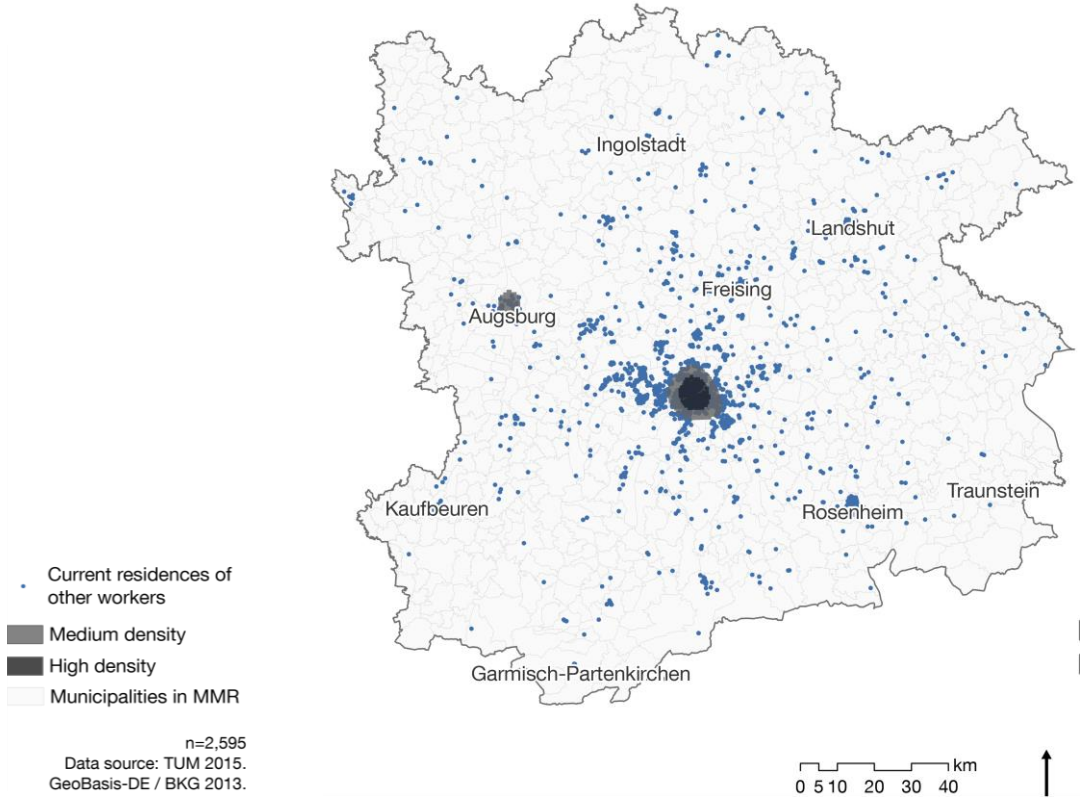 Ingolstadt
Landshut
Freising
Augsburg
Kaufbeuren
Rosenheim
Traunstein
Garmisch-Partenkirchen
Current residences of
other workers
Medium density
High density
Municipalities in MMR
n=2,595
Data source: TUM 2015.
GeoBasis-DE / BKG 2013.
km
0 5 10 20 30 40